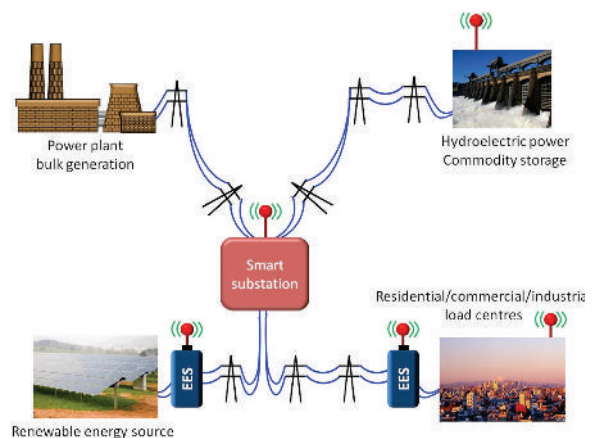 Power plant
bulk generation
Hydroelectric power
Commodity storage
Smart
substation
Residential/commercial/industria
load centres
EES
EES
Renewable energy source